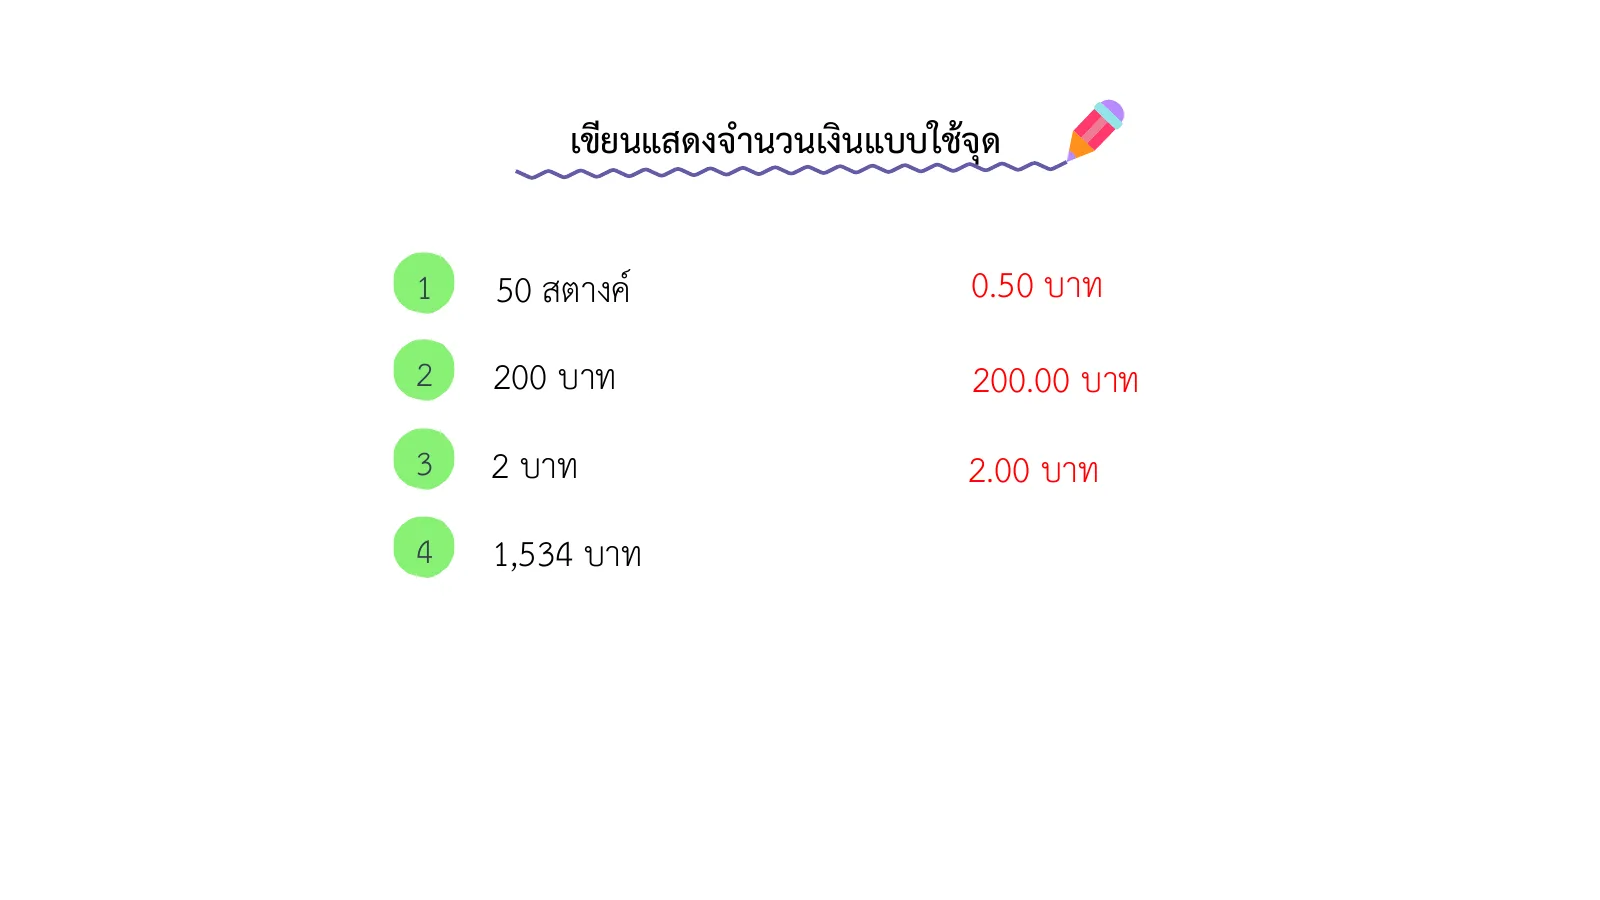 เขียนแสดงจำนวนเงินแบบใช้จุด
1 50 สตางค์ 0.50 บาท
2 200 บาท 200.00 บาท
3 2 บาท 2.00 บาท
4 1,534 บาท